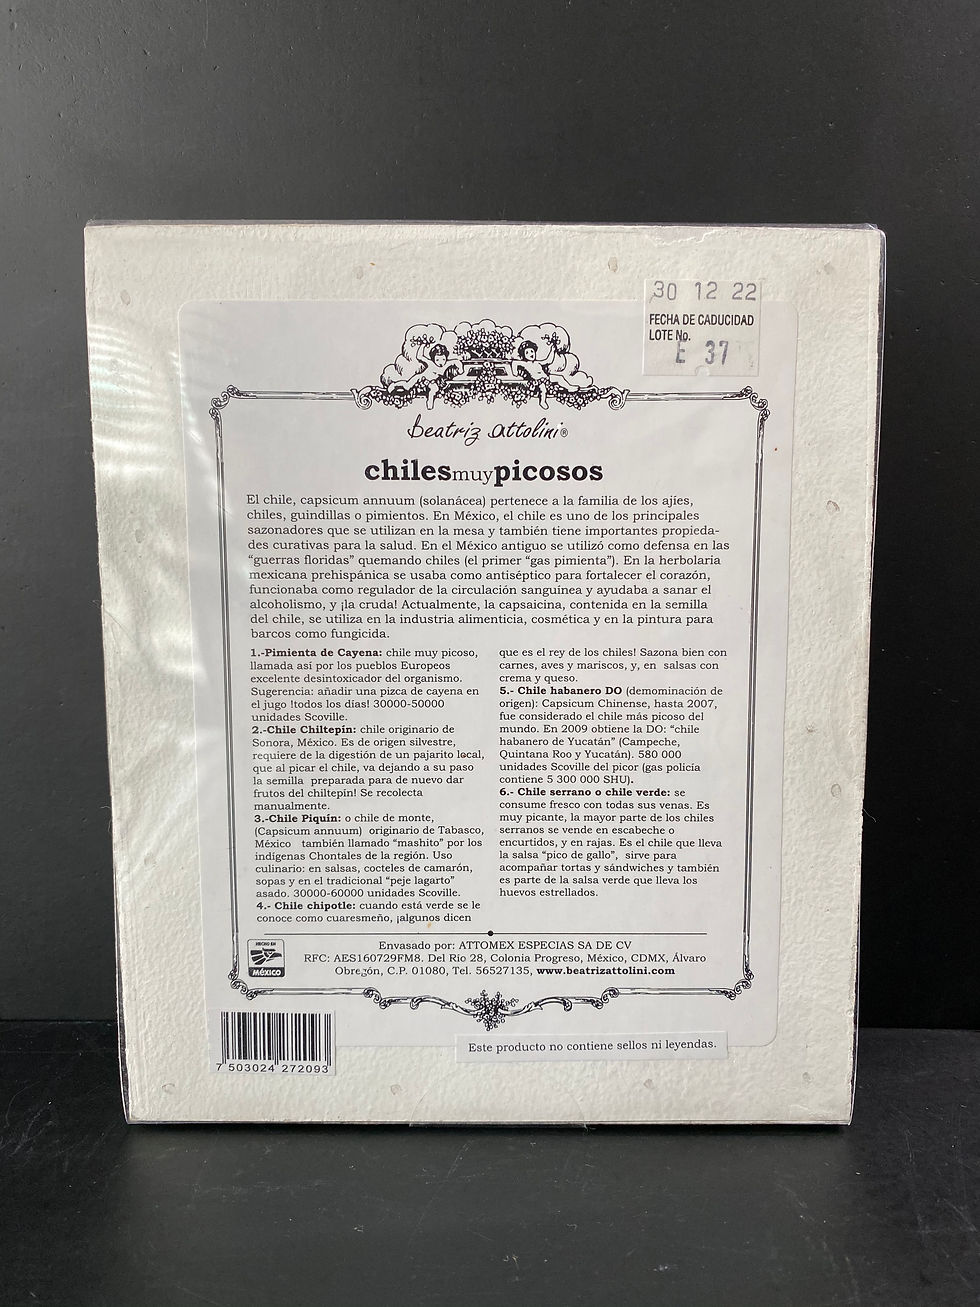 30 12 22
FECHA DE CADUCIDAD
LOTE No.
E 37
beatriz attolini®
chilesmuypicosos
El chile, capsicum annuum (solanácea) pertenece a la familia de los ajíes,
chiles, guindillas o pimientos. En México, el chile es uno de los principales
sazonadores que se utilizan en la mesa y también tiene importantes propieda-
des curativas para la salud. En el México antiguo se utilizó como defensa en las
"guerras floridas" quemando chiles (el primer "gas pimienta"). En la herbolaria
mexicana prehispánica se usaba como antiséptico para fortalecer el corazón,
funcionaba como regulador de la circulación sanguínea y ayudaba a sanar el
alcoholismo, y ¡la cruda! Actualmente, la capsaicina, contenida en la semilla
del chile, se utiliza en la industria alimenticia, cosmética y en la pintura para
barcos como fungicida.
1.-Pimienta de Cayena: chile muy picoso,
llamada así por los pueblos Europeos
excelente desintoxicador del organismo.
Sugerencia: añadir una pizca de cayena en
el jugo !todos los días! 30000-50000
unidades Scoville.
2.-Chile Chiltepín: chile originario de
Sonora, México. Es de origen silvestre,
requiere de la digestión de un pajarito local,
que al picar el chile, va dejando a su paso
la semilla preparada para de nuevo dar
frutos del chiltepín! Se recolecta
manualmente.
3.-Chile Piquín: o chile de monte,
(Capsicum annuum) originario de Tabasco,
México también llamado "mashito" por los
indígenas Chontales de la región. Uso
culinario: en salsas, cocteles de camarón,
sopas y en el tradicional "peje lagarto"
asado. 30000-60000 unidades Scoville.
4.- Chile chipotle: cuando está verde se le
conoce como cuaresmeño, ¡algunos dicen
que es el rey de los chiles! Sazona bien con
carnes, aves y mariscos, y, en salsas con
crema y queso.
5.- Chile habanero DO (demominación de
origen): Capsicum Chinense, hasta 2007,
fue considerado el chile más picoso del
mundo. En 2009 obtiene la DO: "chile
habanero de Yucatán" (Campeche,
Quintana Roo y Yucatán). 580 000
unidades Scoville del picor (gas policía
contiene 5 300 000 SHU).
6.- Chile serrano o chile verde: se
consume fresco con todas sus venas. Es
muy picante, la mayor parte de los chiles
serranos se vende en escabeche o
encurtidos, y en rajas. Es el chile que lleva
la salsa "pico de gallo", sirve para
acompañar tortas y sándwiches y también
es parte de la salsa verde que lleva los
huevos estrellados.
HECHO EN
MÉXICO
Envasado por: ATTOMEX ESPECIAS SA DE CV
RFC: AES160729FM8. Del Rio 28, Colonia Progreso, México, CDMX, Álvaro
Obregón, C.P. 01080, Tel. 56527135, www.beatrizattolini.com
7 503024 272093
Este producto no contiene sellos ni leyendas.